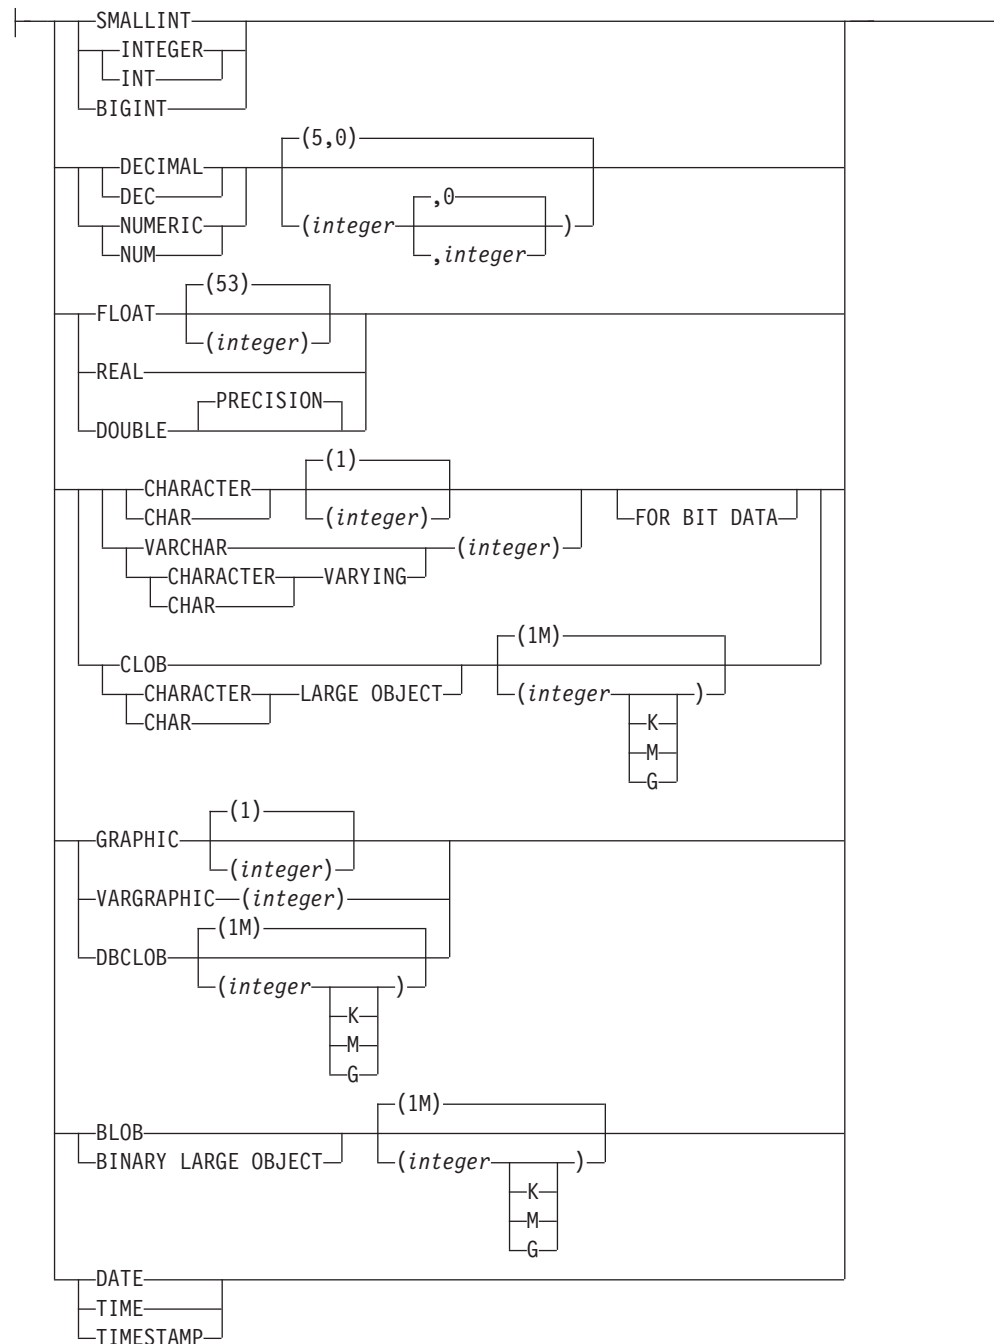 SMALLINT
INTEGER
INT
BIGINT
(5,0)
DECIMAL
DEC
,0
NUMERIC
(integer )
NUM
,integer
(53)
FLOAT
(integer)
REAL
PRECISION
DOUBLE
(1)
CHARACTER
CHAR
(integer)
FOR BIT DATA
VARCHAR
(integer)
CHARACTER
VARYING
CHAR
(1M)
CLOB
CHARACTER
LARGE OBJECT
(integer )
CHAR
K
M
G
(1)
GRAPHIC
(integer)
VARGRAPHIC (integer)
(1M)
DBCLOB
(integer )
K
M
G
(1M)
BLOB
BINARY LARGE OBJECT
(integer )
K
M
G
DATE
TIME
TIMESTAMP